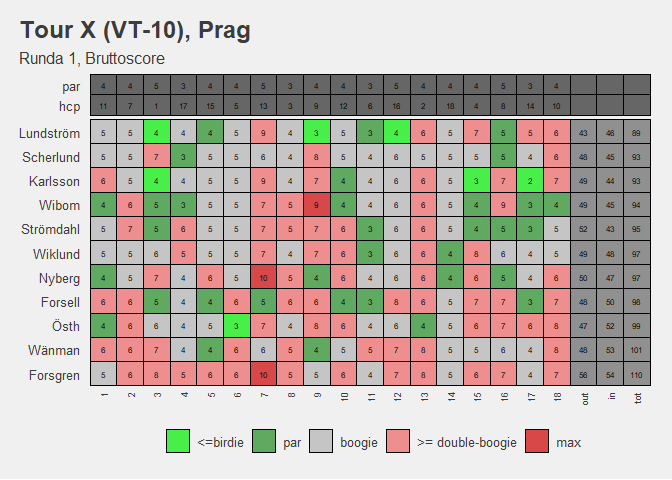 Tour X (VT-10), Prag
Runda 1, Bruttoscore
par 4 4 5 3 4 4 4 3 4 4 3 5 4 4 4 5 3 4
hcp 11 7 1 17 15 5 13 3 9 12 6 16 2 18 4 8 14 10
Lundström 5 5 4 4 4 5 9 4 3 5 3 4 6 5 7 5 5 6 43 46 89
Scherlund 5 5 7 3 5 5 6 4 8 5 4 6 5 5 5 5 4 6 48 45 93
Karlsson 6 5 4 4 5 5 9 4 7 4 4 6 6 5 3 7 2 7 49 44 93
Wibom 4 6 5 3 5 5 7 5 9 4 4 6 6 5 4 9 3 4 49 45 94
Strömdahl 5 7 5 6 5 5 7 5 7 6 3 6 6 5 4 5 3 5 52 43 95
Wiklund 5 5 6 5 5 5 7 4 7 6 3 6 6 4 8 6 4 5 49 48 97
Nyberg 4 5 7 4 6 5 10 5 4 6 4 6 6 4 6 5 4 6 50 47 97
Forsell 6 6 5 4 4 6 5 6 6 4 3 8 6 5 7 7 3 7 48 50 98
Östh 4 6 6 4 5 3 7 4 8 6 4 6 4 5 6 7 6 8 47 52 99
Wänman 6 6 7 4 4 6 6 5 4 5 5 7 8 5 5 6 4 8 48 53 101
Forsgren 5 6 8 5 6 6 10 5 5 6 4 7 8 5 6 7 4 7 56 54 110
1 2 3 4 5 6 7 8 9 10 11 12 13 14 15 16 17 18 out in tot
<=birdie par boogie >= double-boogie max